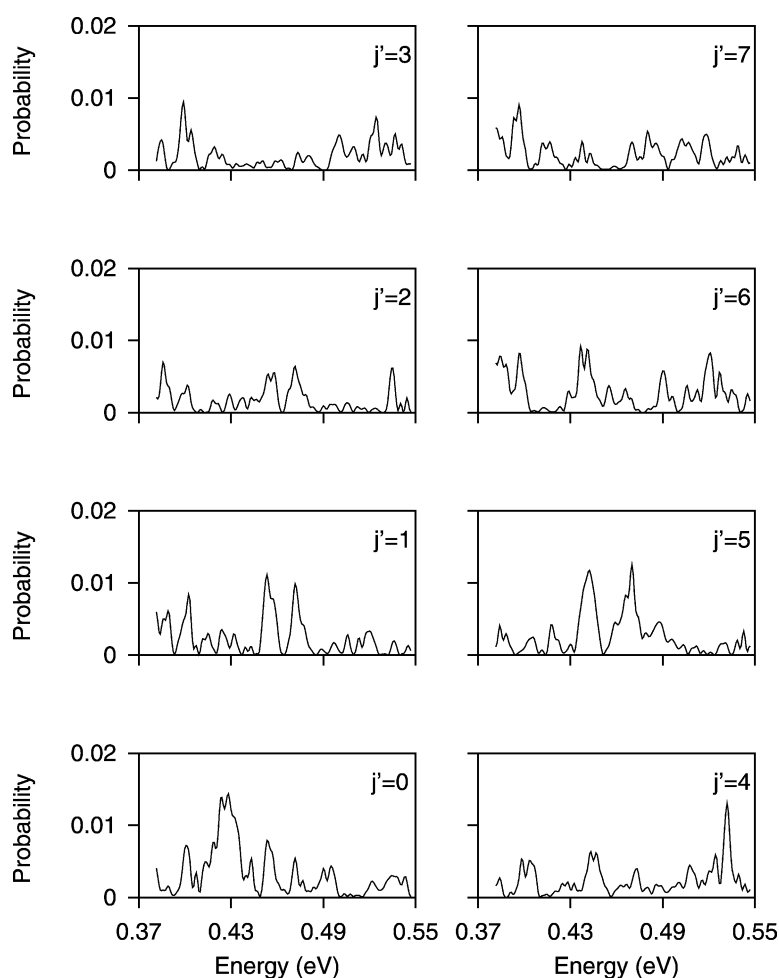 0.02
j'=3
j'=7
Probability
0.01
0
0.02
j'=2
j'=6
Probability
0.01
0
0.02
j'=1
j'=5
Probability
0.01
0
0.02
j'=0
j'=4
Probability
0.01
0
0.37 0.43 0.49 0.55 0.37 0.43 0.49 0.55
Energy (eV) Energy (eV)